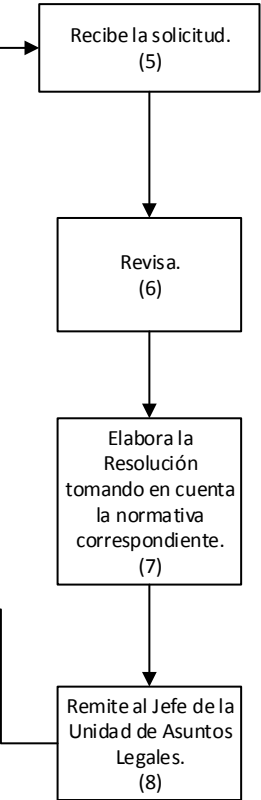 Recibe la solicitud.
(5)
Revisa.
(6)
Elabora la
Resolución
tomando en cuenta
la normativa
correspondiente.
(7)
Remite al Jefe de la
Unidad de Asuntos
Legales.
(8)